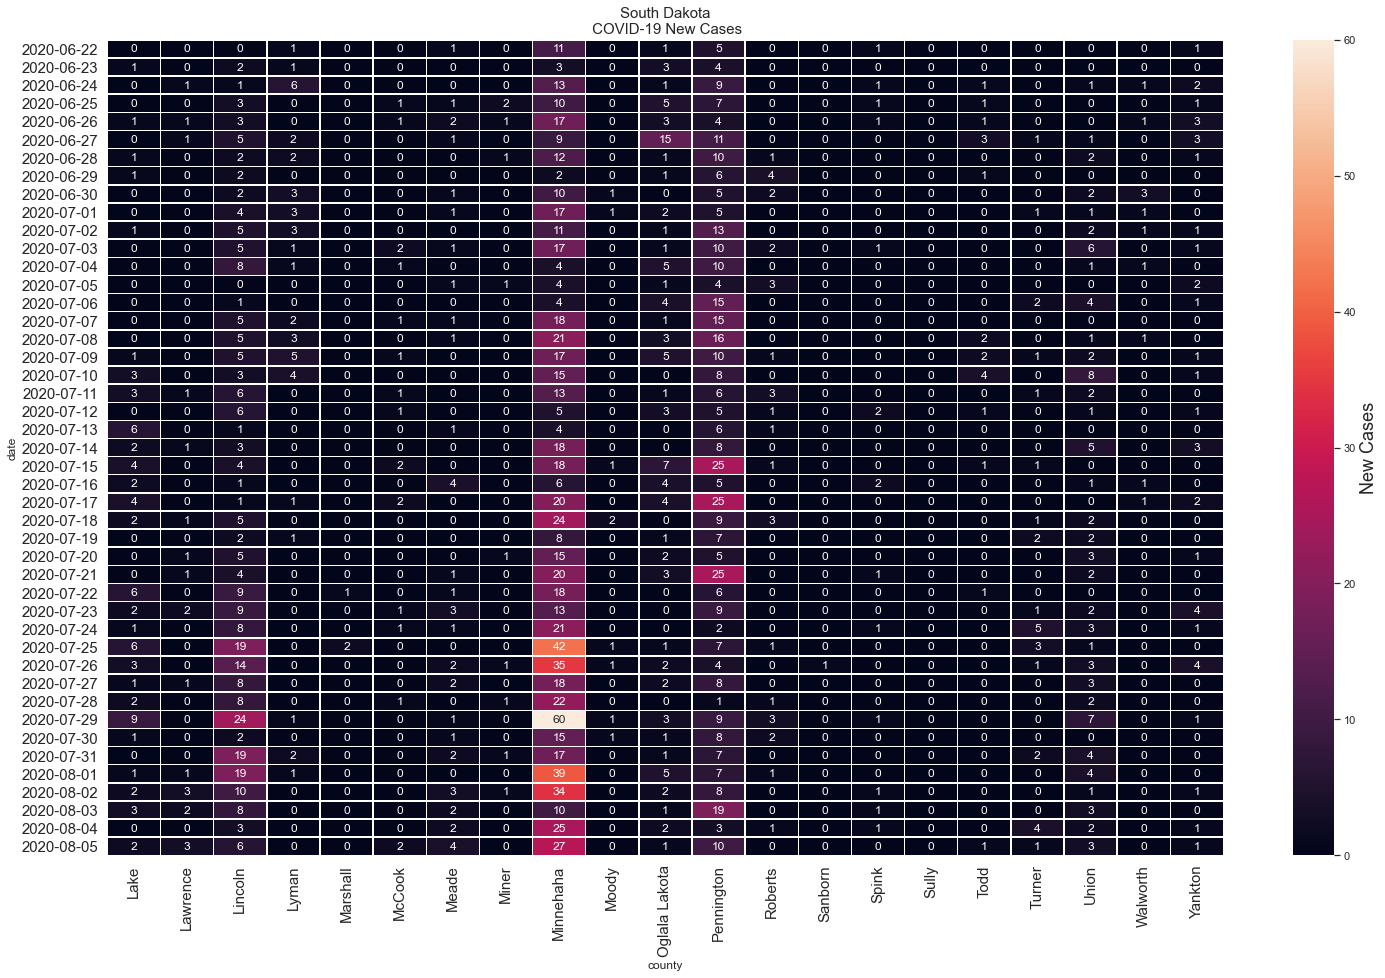 South Dakota
COVID-19 New Cases
2020-06-22 0 0 0 1 0 0 1 0 11 0 1 5 0 0 1 0 0 0 0 0 1
2020-06-23 1 0 2 1 0 0 0 0 3 0 3 4 0 0 0 0 0 0 0 0 0
2020-06-24 0 1 1 6 0 0 0 0 13 0 1 9 0 0 1 0 1 0 1 1 2
2020-06-25 0 0 3 0 0 1 1 2 10 0 5 7 0 0 1 0 1 0 0 0 1
2020-06-26 1 1 3 0 0 1 2 1 17 0 3 4 0 0 1 0 1 0 0 1 3
2020-06-27 0 1 5 2 0 0 1 0 9 0 15 11 0 0 0 0 3 1 1 0 3
2020-06-28 1 0 2 2 0 0 0 1 12 0 1 10 1 0 0 0 0 0 2 0 1
2020-06-29 1 0 2 0 0 0 0 0 2 0 1 6 4 0 0 0 1 0 0 0 0
2020-06-30 0 0 2 3 0 0 1 0 10 1 0 5 2 0 0 0 0 0 2 3 0
2020-07-01 0 0 4 3 0 0 1 0 17 1 2 5 0 0 0 0 0 1 1 1 0
2020-07-02 1 0 5 3 0 0 0 0 11 0 1 13 0 0 0 0 0 0 2 1 1
2020-07-03 0 0 5 1 0 2 1 0 17 0 1 10 2 0 1 0 0 0 6 0 1
2020-07-04 0 0 8 1 0 1 0 0 4 0 5 10 0 0 0 0 0 0 1 1 0
2020-07-05 0 0 0 0 0 0 1 1 4 0 1 4 3 0 0 0 0 0 0 0 2
2020-07-06 0 0 1 0 0 0 0 0 4 0 4 15 0 0 0 0 0 2 4 0 1
2020-07-07 0 0 5 2 0 1 1 0 18 0 1 15 0 0 0 0 0 0 0 0 0
2020-07-08 0 0 5 3 0 0 1 0 21 0 3 16 0 0 0 0 2 0 1 1 0
2020-07-09 1 0 5 5 0 1 0 0 17 0 5 10 1 0 0 0 2 1 2 0 1
2020-07-10 3 0 3 4 0 0 0 0 15 0 0 8 0 0 0 0 4 0 8 0 1
2020-07-11 3 1 6 0 0 1 0 0 13 0 1 6 3 0 0 0 0 1 2 0 0
2020-07-12 0 0 6 0 0 1 0 0 5 0 3 5 1 0 2 0 1 0 1 0 1
2020-07-13 6 0 1 0 0 0 1 0 4 0 0 6 1 0 0 0 0 0 0 0 0
2020-07-14 2 1 3 0 0 0 0 0 18 0 0 8 0 0 0 0 0 0 5 0 3
2020-07-15 4 0 4 0 0 2 0 0 18 1 7 25 1 0 0 0 1 1 0 0 0
2020-07-16 2 0 1 0 0 0 4 0 6 0 4 5 0 0 2 0 0 0 1 1 0
2020-07-17 4 0 1 1 0 2 0 0 20 0 4 25 0 0 0 0 0 0 0 1 2
2020-07-18 2 1 5 0 0 0 0 0 24 2 0 9 3 0 0 0 0 1 2 0 0
2020-07-19 0 0 2 1 0 0 0 0 8 0 1 7 0 0 0 0 0 2 2 0 0
2020-07-20 0 1 5 0 0 0 0 1 15 0 2 5 0 0 0 0 0 0 3 0 1
2020-07-21 0 1 4 0 0 0 1 0 20 0 3 25 0 0 1 0 0 0 2 0 0
2020-07-22 6 0 9 0 1 0 1 0 18 0 0 6 0 0 0 0 1 0 0 0 0
2020-07-23 2 2 9 0 0 1 3 0 13 0 0 9 0 0 0 0 0 1 2 0 4
2020-07-24 1 0 8 0 0 1 1 0 21 0 0 2 0 0 1 0 0 5 3 0 1
2020-07-25 6 0 19 0 2 0 0 0 42 1 1 7 1 0 0 0 0 3 1 0 0
2020-07-26 3 0 14 0 0 0 2 1 35 1 2 4 0 1 0 0 0 1 3 0 4
2020-07-27 1 1 8 0 0 0 2 0 18 0 2 8 0 0 0 0 0 0 3 0 0
2020-07-28 2 0 8 0 0 1 0 1 22 0 0 1 1 0 0 0 0 0 2 0 0
2020-07-29 9 0 24 1 0 0 1 0 60 1 3 9 3 0 1 0 0 0 7 0 1
2020-07-30 1 0 2 0 0 0 1 0 15 1 1 8 2 0 0 0 0 0 0 0 0
2020-07-31 0 0 19 2 0 0 2 1 17 0 1 7 0 0 0 0 0 2 4 0 0
2020-08-01 1 1 19 1 0 0 0 0 39 0 5 7 1 0 0 0 0 0 4 0 0
2020-08-02 2 3 10 0 0 0 3 1 34 0 2 8 0 0 1 0 0 0 1 0 1
2020-08-03 3 2 8 0 0 0 2 0 10 0 1 19 0 0 1 0 0 0 3 0 0
2020-08-04 0 0 3 0 0 0 2 0 25 0 2 3 1 0 1 0 0 4 2 0 1
2020-08-05 2 3 6 0 0 2 4 0 27 0 1 10 0 0 0 0 1 1 3 0 1
date
Lake
Lawrence
Lincoln
Lyman
Marshall
McCook
Meade
Miner
Minnehaha
Moody
Oglala Lakota
Pennington
Roberts
Sanborn
Spink
Sully
Todd
Turner
Union
Walworth
Yankton
county
60
50
40
30
20
10
0
New Cases